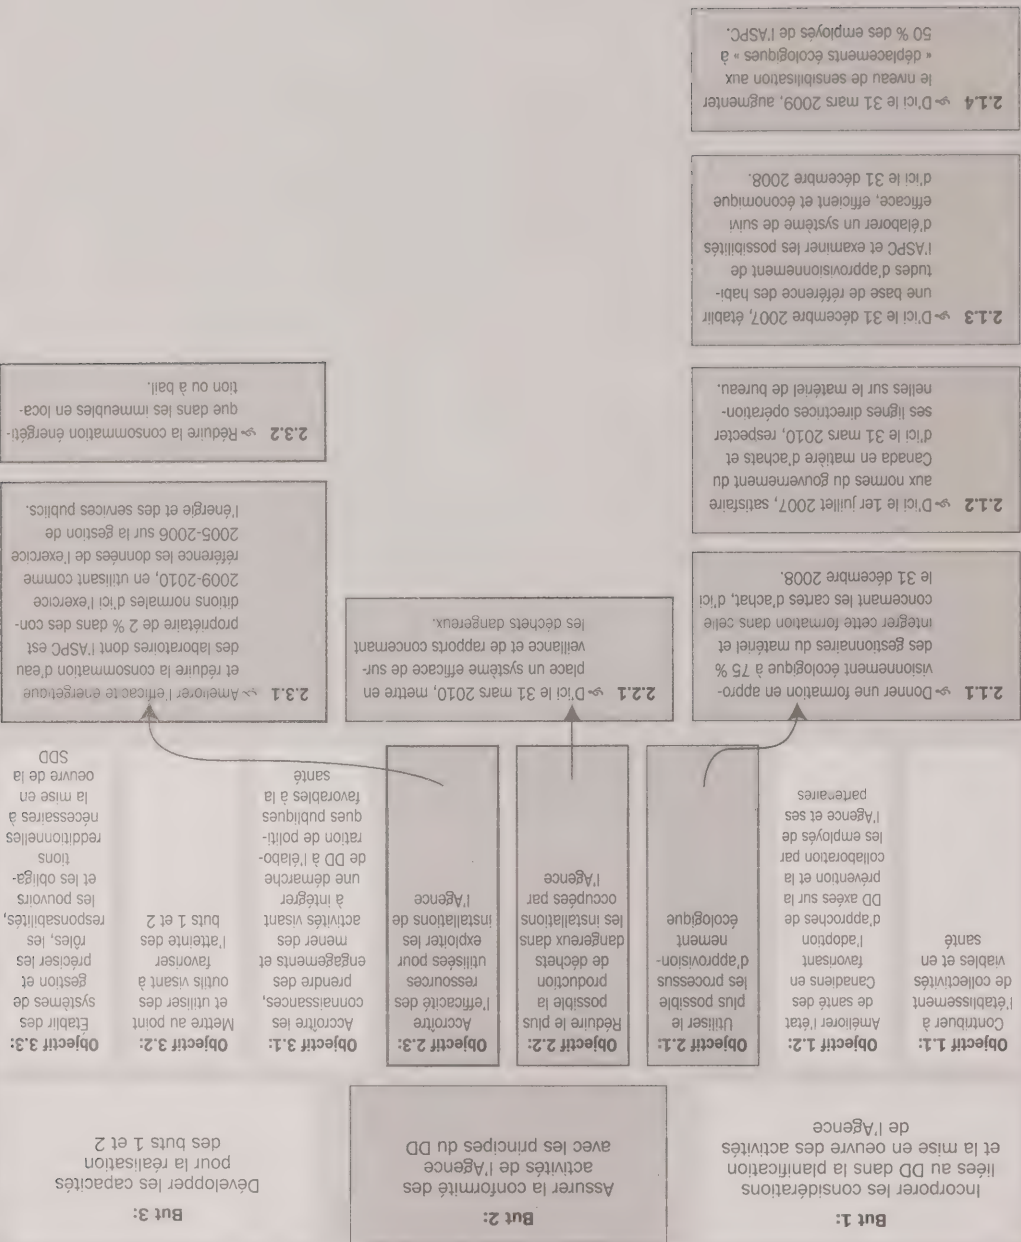 But 1:
Incorporer les considérations
liées au DD dans la planification
et la mise en oeuvre des activités
de l'Agence
But 2:
Assurer la conformité des
activités de l'Agence
avec les principes du DD
But 3:
Développer les capacités
pour la réalisation
des buts 1 et 2
Objectif 1.1:
Contribuer à
l'établissement
de collectivités
viables et en
santé
Objectif 1.2:
Améliorer l'état
de santé des
Canadiens en
favorisant
l'adoption
d'approches de
DD axées sur la
prévention et la
collaboration par
les employés de
l'Agence et ses
partenaires
Objectif 2.1:
Utiliser le
plus possible
les processus
d'approvision-
nement
écologique
Objectif 2.2:
Réduire le plus
possible la
production
de déchets
dangereux dans
les installations
occupées par
l'Agence
Objectif 2.3:
Accroître
l'efficacité des
ressources
utilisées pour
exploiter les
installations de
l'Agence
Objectif 3.1:
Accroître les
connaissances,
prendre des
engagements et
mener des
activités visant
à intégrer
une démarche
de DD à l'élabo-
ration de politi-
ques publiques
favorables à la
santé
Objectif 3.2:
Mettre au point
et utiliser des
outils visant à
favoriser
l'atteinte des
buts 1 et 2
Objectif 3.3:
Établir des
systèmes de
gestion et
préciser les
rôles, les
responsabilités,
les pouvoirs
et les obliga-
tions
redditionnelles
nécessaires à
la mise en
oeuvre de la
SDD
2.1.1 Donner une formation en appro-
visionnement écologique à 75 %
des gestionnaires du matériel et
intégrer cette formation dans celle
concernant les cartes d'achat, d'ici
le 31 décembre 2008.
2.1.2 D'ici le 1er juillet 2007, satisfaire
aux normes du gouvernement du
Canada en matière d'achats et
d'ici le 31 mars 2010, respecter
ses lignes directrices opération-
nelles sur le matériel de bureau.
2.1.3 D'ici le 31 décembre 2007, établir
une base de référence des habi-
tudes d'approvisionnement de
l'ASPC et examiner les possibilités
d'élaborer un système de suivi
efficace, efficient et économique
d'ici le 31 décembre 2008.
2.1.4 D'ici le 31 mars 2009, augmenter
le niveau de sensibilisation aux
« déplacements écologiques » à
50 % des employés de l'ASPC.
2.2.1 D'ici le 31 mars 2010, mettre en
place un système efficace de sur-
veillance et de rapports concernant
les déchets dangereux.
2.3.1 Améliorer l'efficacité énergétique
et réduire la consommation d'eau
des laboratoires dont l'ASPC est
propriétaire de 2 % dans des con-
ditions normales d'ici l'exercice
2009-2010, en utilisant comme
référence les données de l'exercice
2005-2006 sur la gestion de
l'énergie et des services publics.
2.3.2 Réduire la consommation énergéti-
que dans les immeubles en loca-
tion ou à bail.